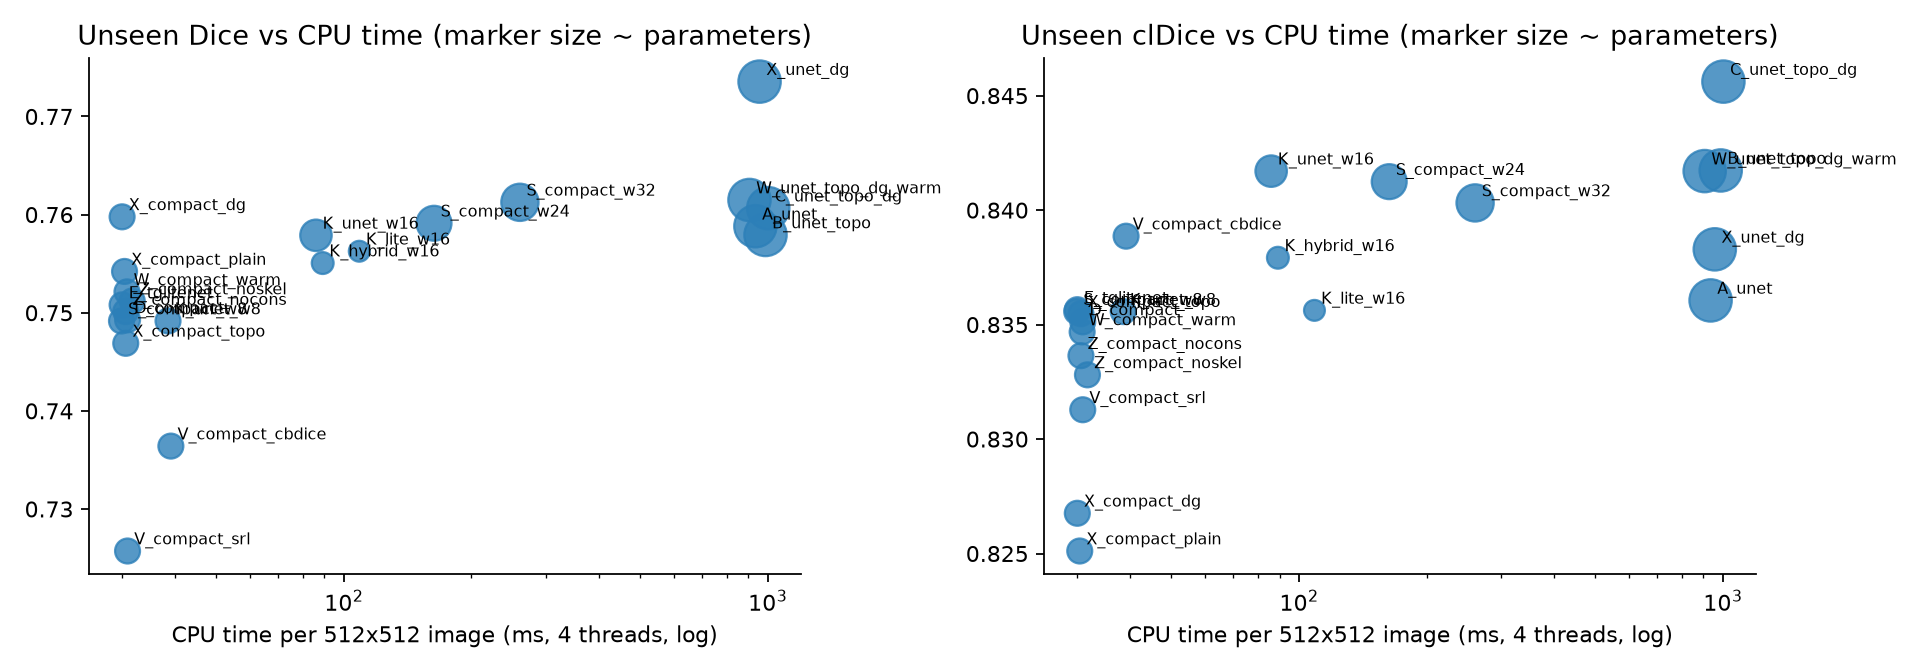 Unseen Dice vs CPU time (marker size ~ parameters)
X_unet_dg
0.77
S_compact_w32
W_unet_topo_dg_warm
C_unet_topo_dg
X_compact_dg
0.76
S_compact_w24
A_unet
K_unet_w16
B_unet_topo
K_lite_w16
K_hybrid_w16
X_compact_plain
W_compact_warm
Z_compact_noskel
Z_compact_nocons
0.75
X_compact_topo
0.74
V_compact_cbdice
0.73
V_compact_srl
10²
10³
CPU time per 512x512 image (ms, 4 threads, log)
Unseen clDice vs CPU time (marker size ~ parameters)
C_unet_topo_dg
0.845
K_unet_w16
W_unet_topo_dg_warm
B_unet_topo
S_compact_w24
S_compact_w32
0.840
V_compact_cbdice
X_unet_dg
K_hybrid_w16
A_unet
K_lite_w16
X_compact_topo
D_compact
0.835
W_compact_warm
Z_compact_nocons
Z_compact_noskel
V_compact_srl
0.830
X_compact_dg
X_compact_plain
0.825
10²
10³
CPU time per 512x512 image (ms, 4 threads, log)